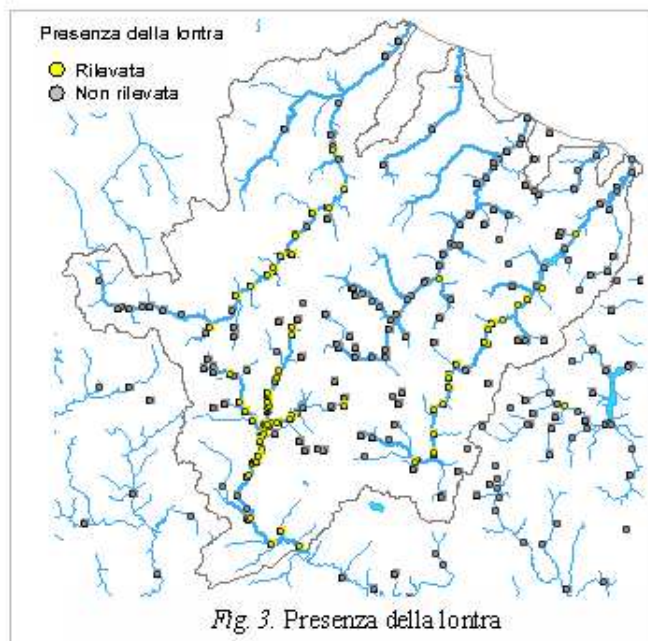 Presenza della lontra
Rilevata
Non rilevata
Fig. 3. Presenza della lontra